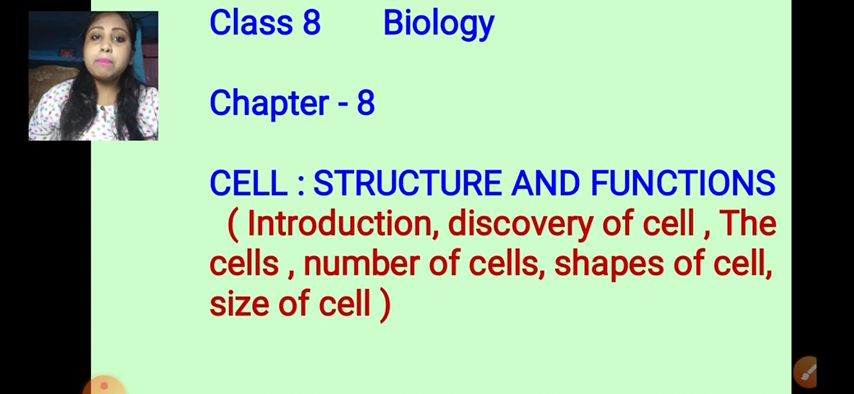 Class 8 Biology
Chapter - 8
CELL : STRUCTURE AND FUNCTIONS
( Introduction, discovery of cell , The
cells , number of cells, shapes of cell,
size of cell )